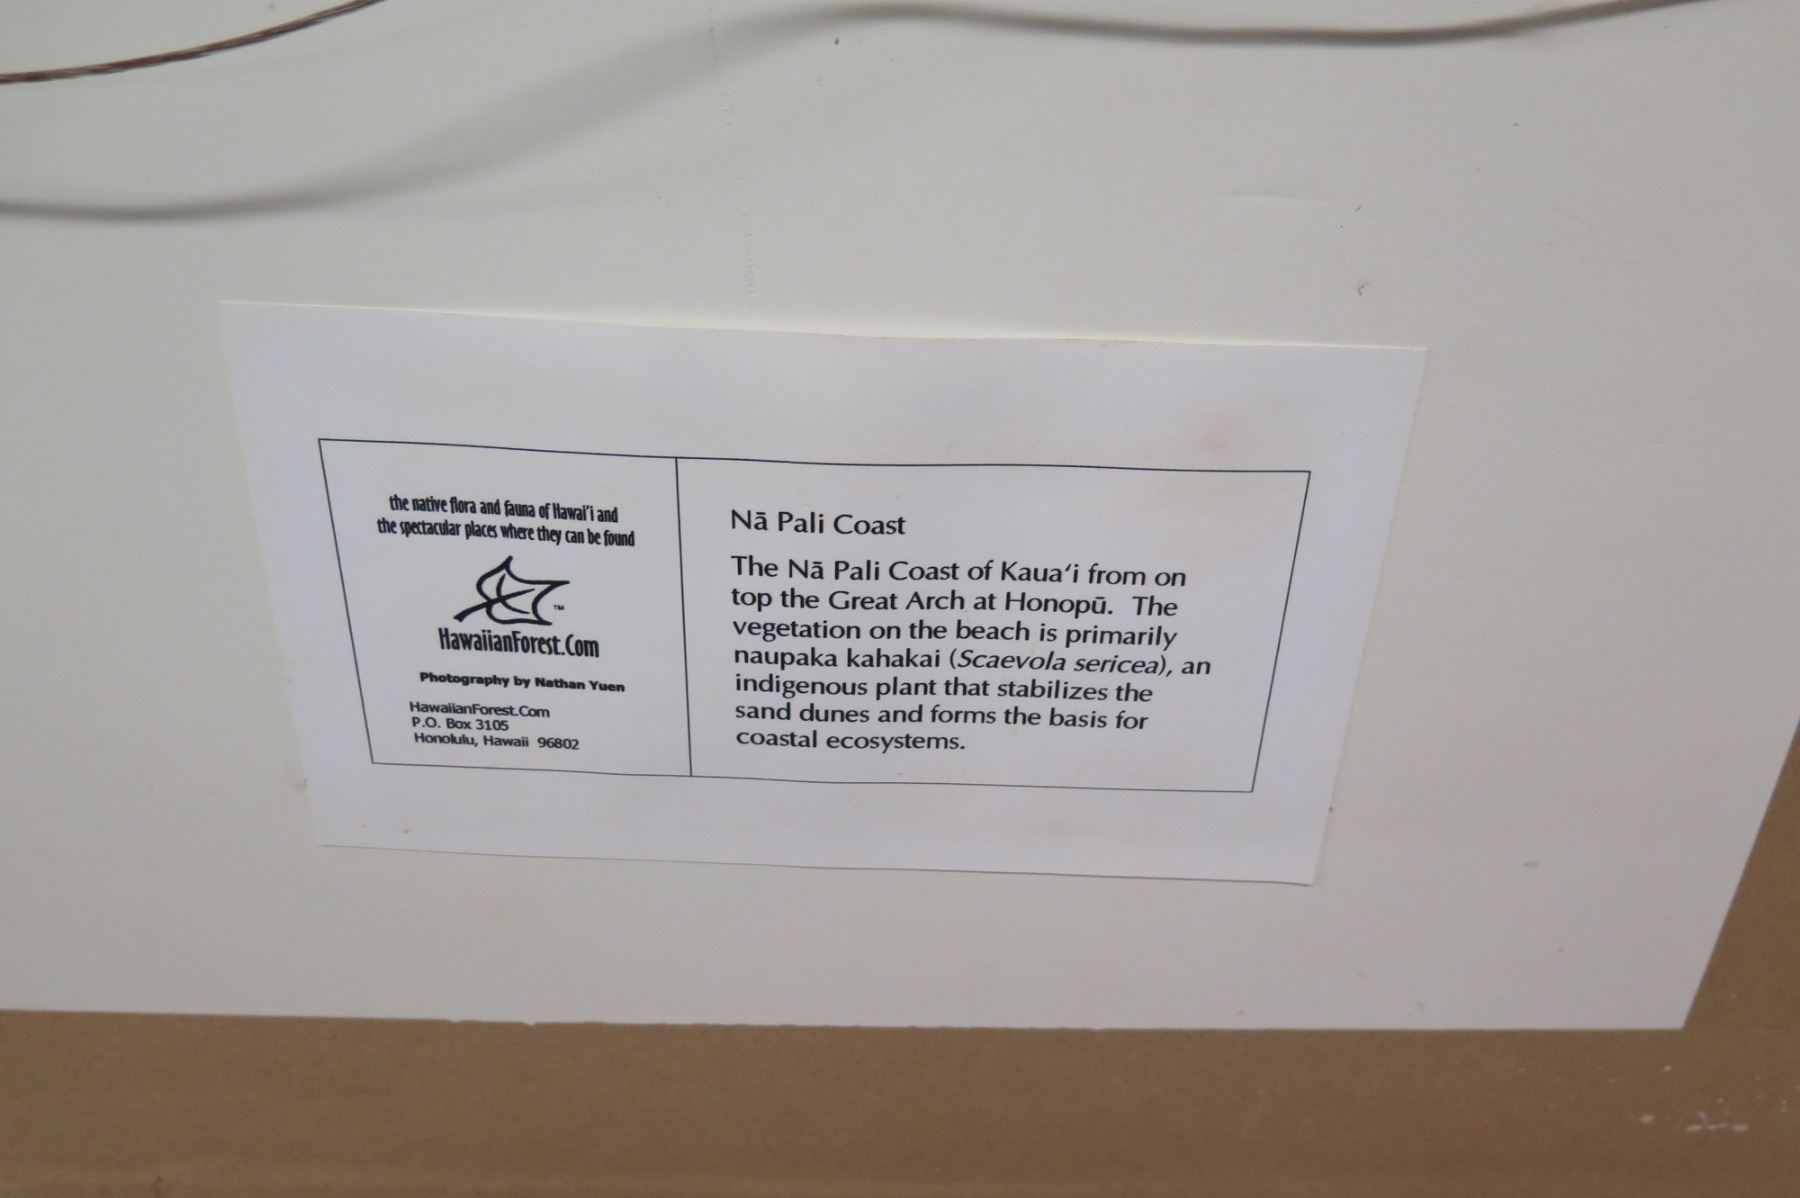 the native flora and fauna of Hawai'i and
the spectacular places where they can be found
TM
HawaiianForest.Com
Photography by Nathan Yuen
HawaiianForest.Com
P.O. Box 3105
Honolulu, Hawaii 96802
Nā Pali Coast
The Nā Pali Coast of Kaua‘i from on
top the Great Arch at Honopū. The
vegetation on the beach is primarily
naupaka kahakai (Scaevola sericea), an
indigenous plant that stabilizes the
sand dunes and forms the basis for
coastal ecosystems.